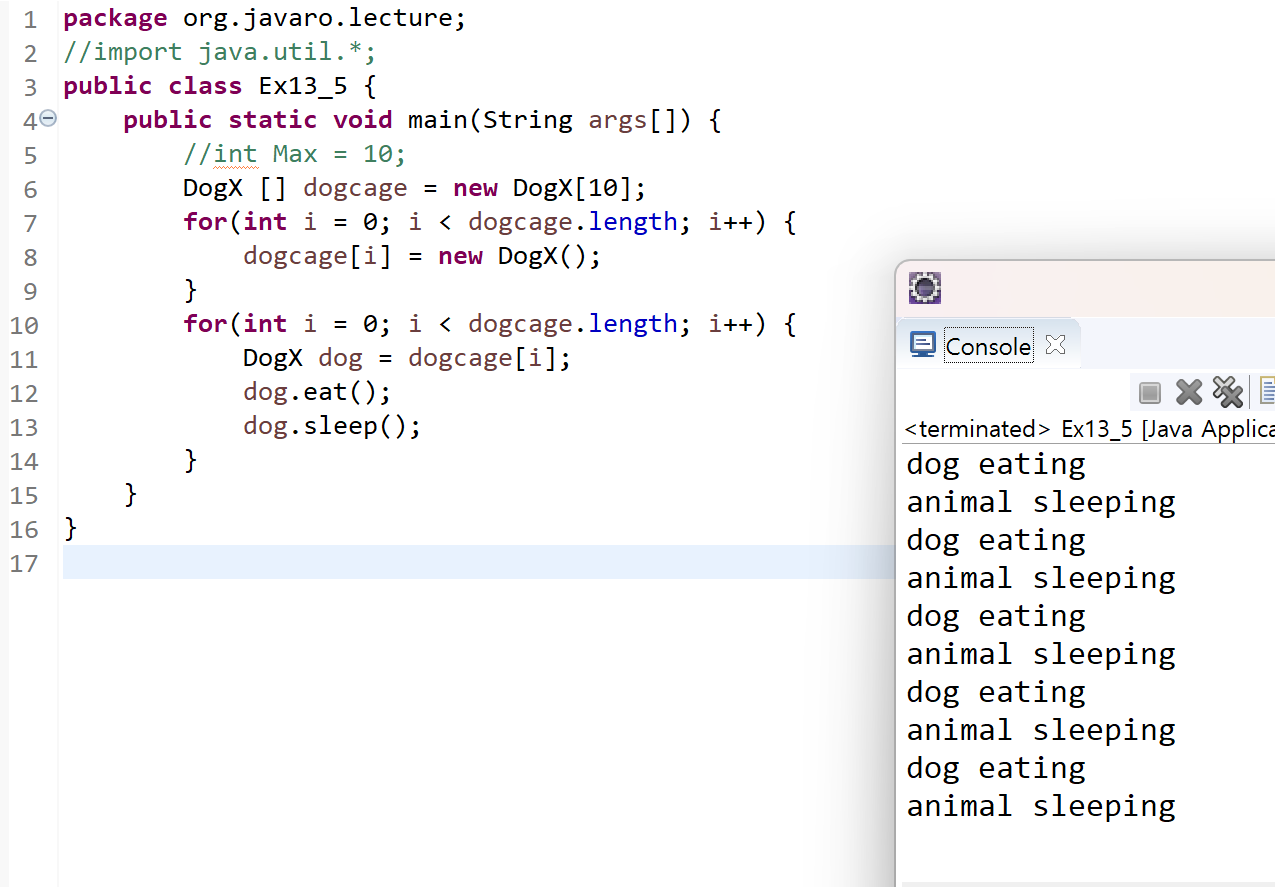 1 package org.javaro.lecture;
2 //import java.util.*;
3 public class Ex13_5 {
4     public static void main(String args[]) {
5         //int Max = 10;
6         DogX [] dogcage = new DogX[10];
7         for(int i = 0; i < dogcage.length; i++) {
8             dogcage[i] = new DogX();
9         }
10         for(int i = 0; i < dogcage.length; i++) {
11             DogX dog = dogcage[i];
12             dog.eat();
13             dog.sleep();
14         }
15     }
16 }
17
Console
<terminated> Ex13_5 [Java Applica
dog eating
animal sleeping
dog eating
animal sleeping
dog eating
animal sleeping
dog eating
animal sleeping
dog eating
animal sleeping